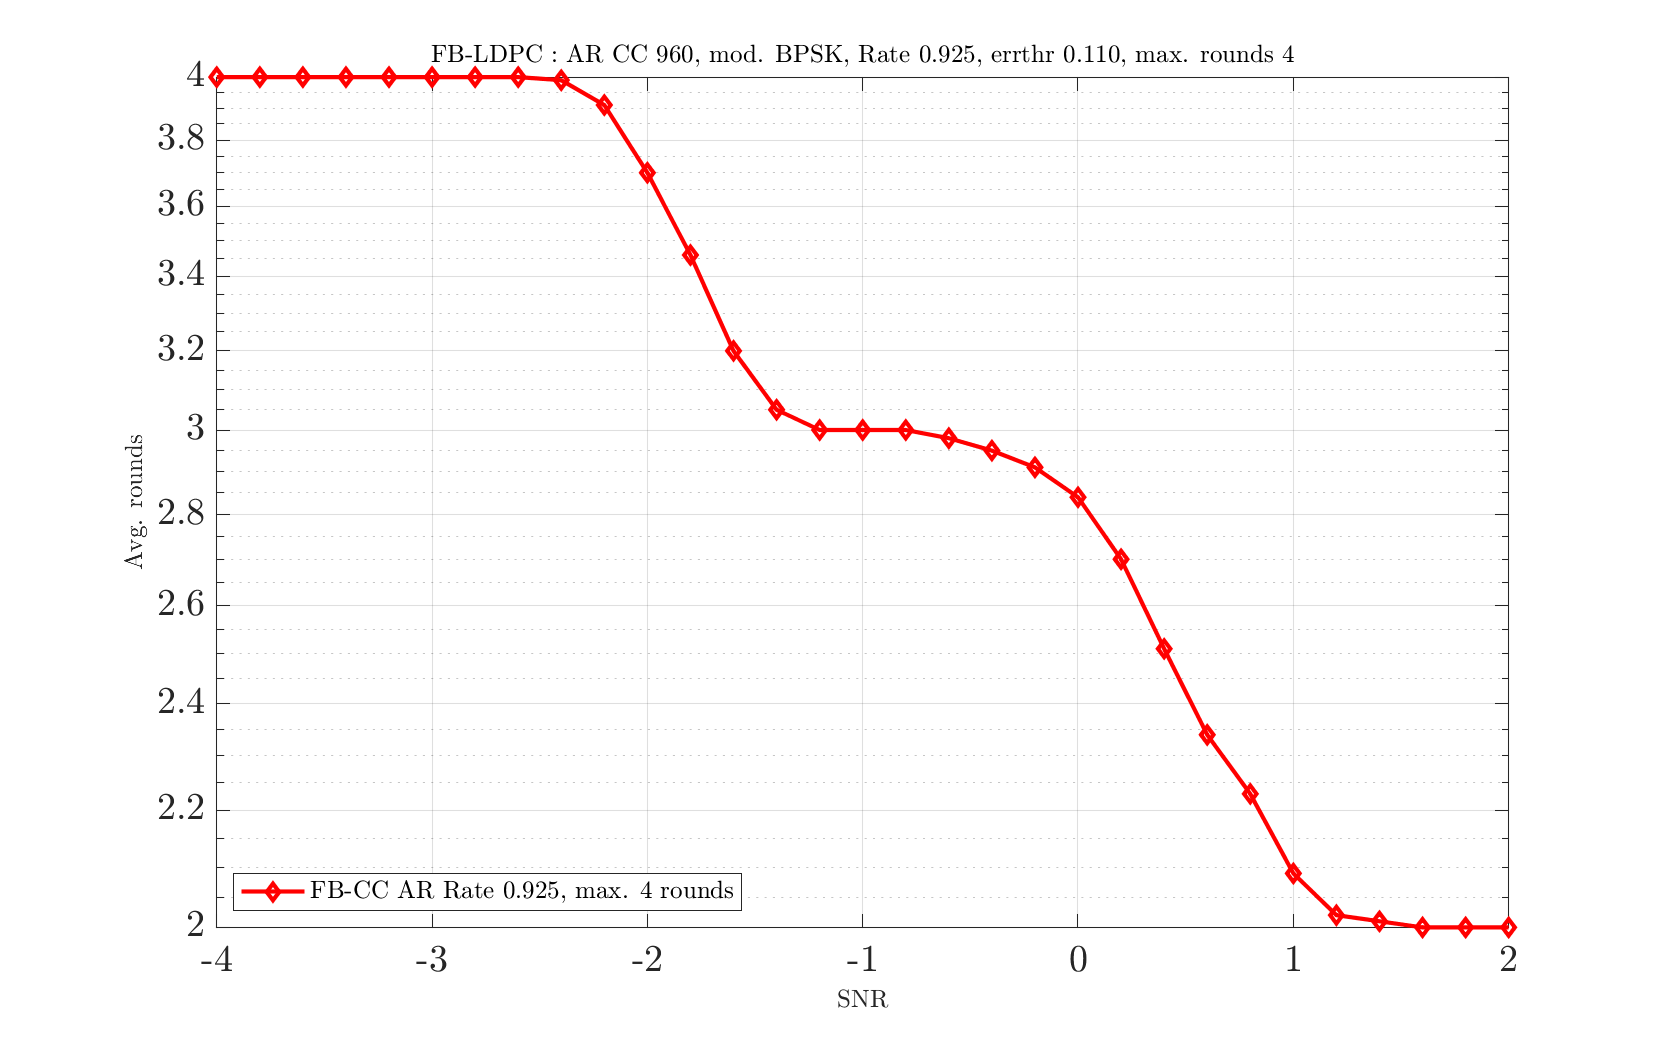 FB-LDPC : AR CC 960, mod. BPSK, Rate 0.925, errthr 0.110, max. rounds 4
4
3.8
3.6
3.4
3.2
3
2.8
2.6
2.4
2.2
2
Avg. rounds
FB-CC AR Rate 0.925, max. 4 rounds
-4 -3 -2 -1 0 1 2
SNR